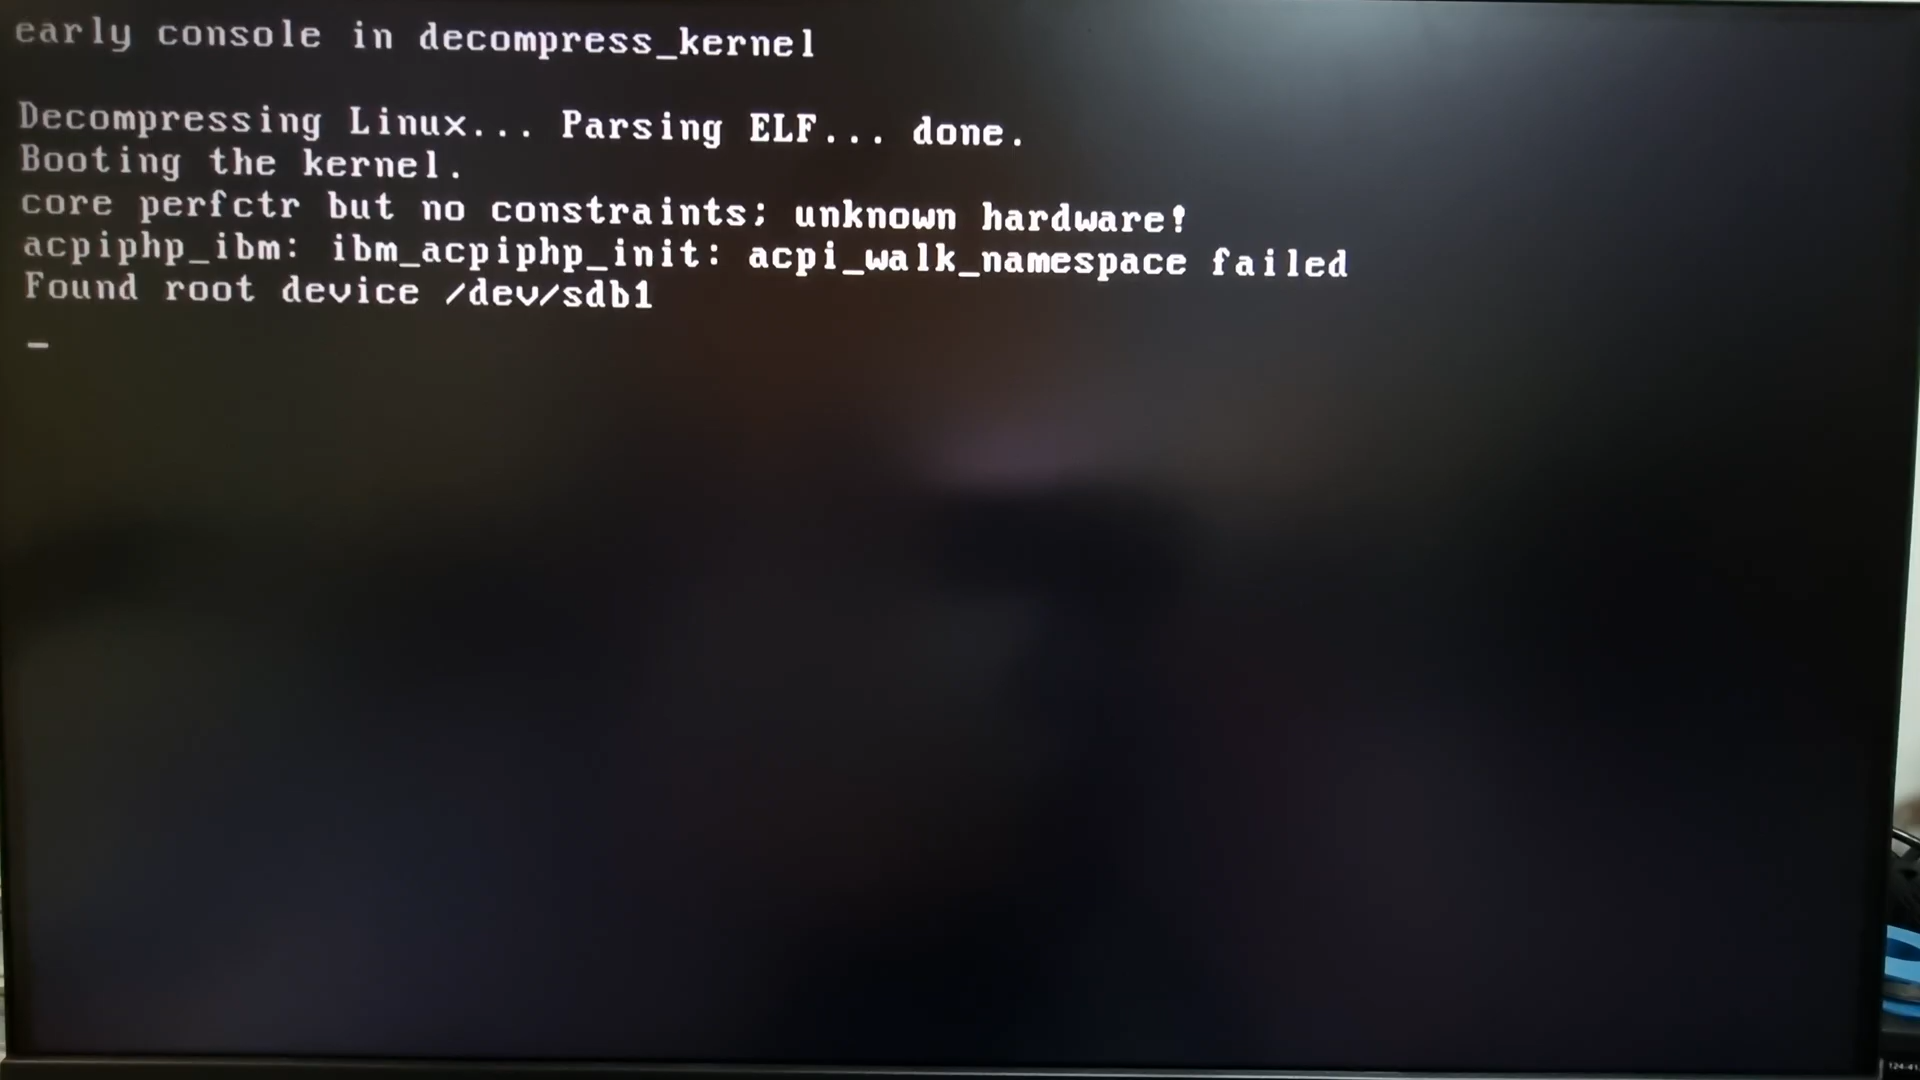 early console in decompress_kernel
Decompressing Linux... Parsing ELF... done.
Booting the kernel.
core perfctr but no constraints; unknown hardware!
acpiphp_ibm: ibm_acpiphp_init: acpi_walk_namespace failed
Found root device /dev/sdb1
_